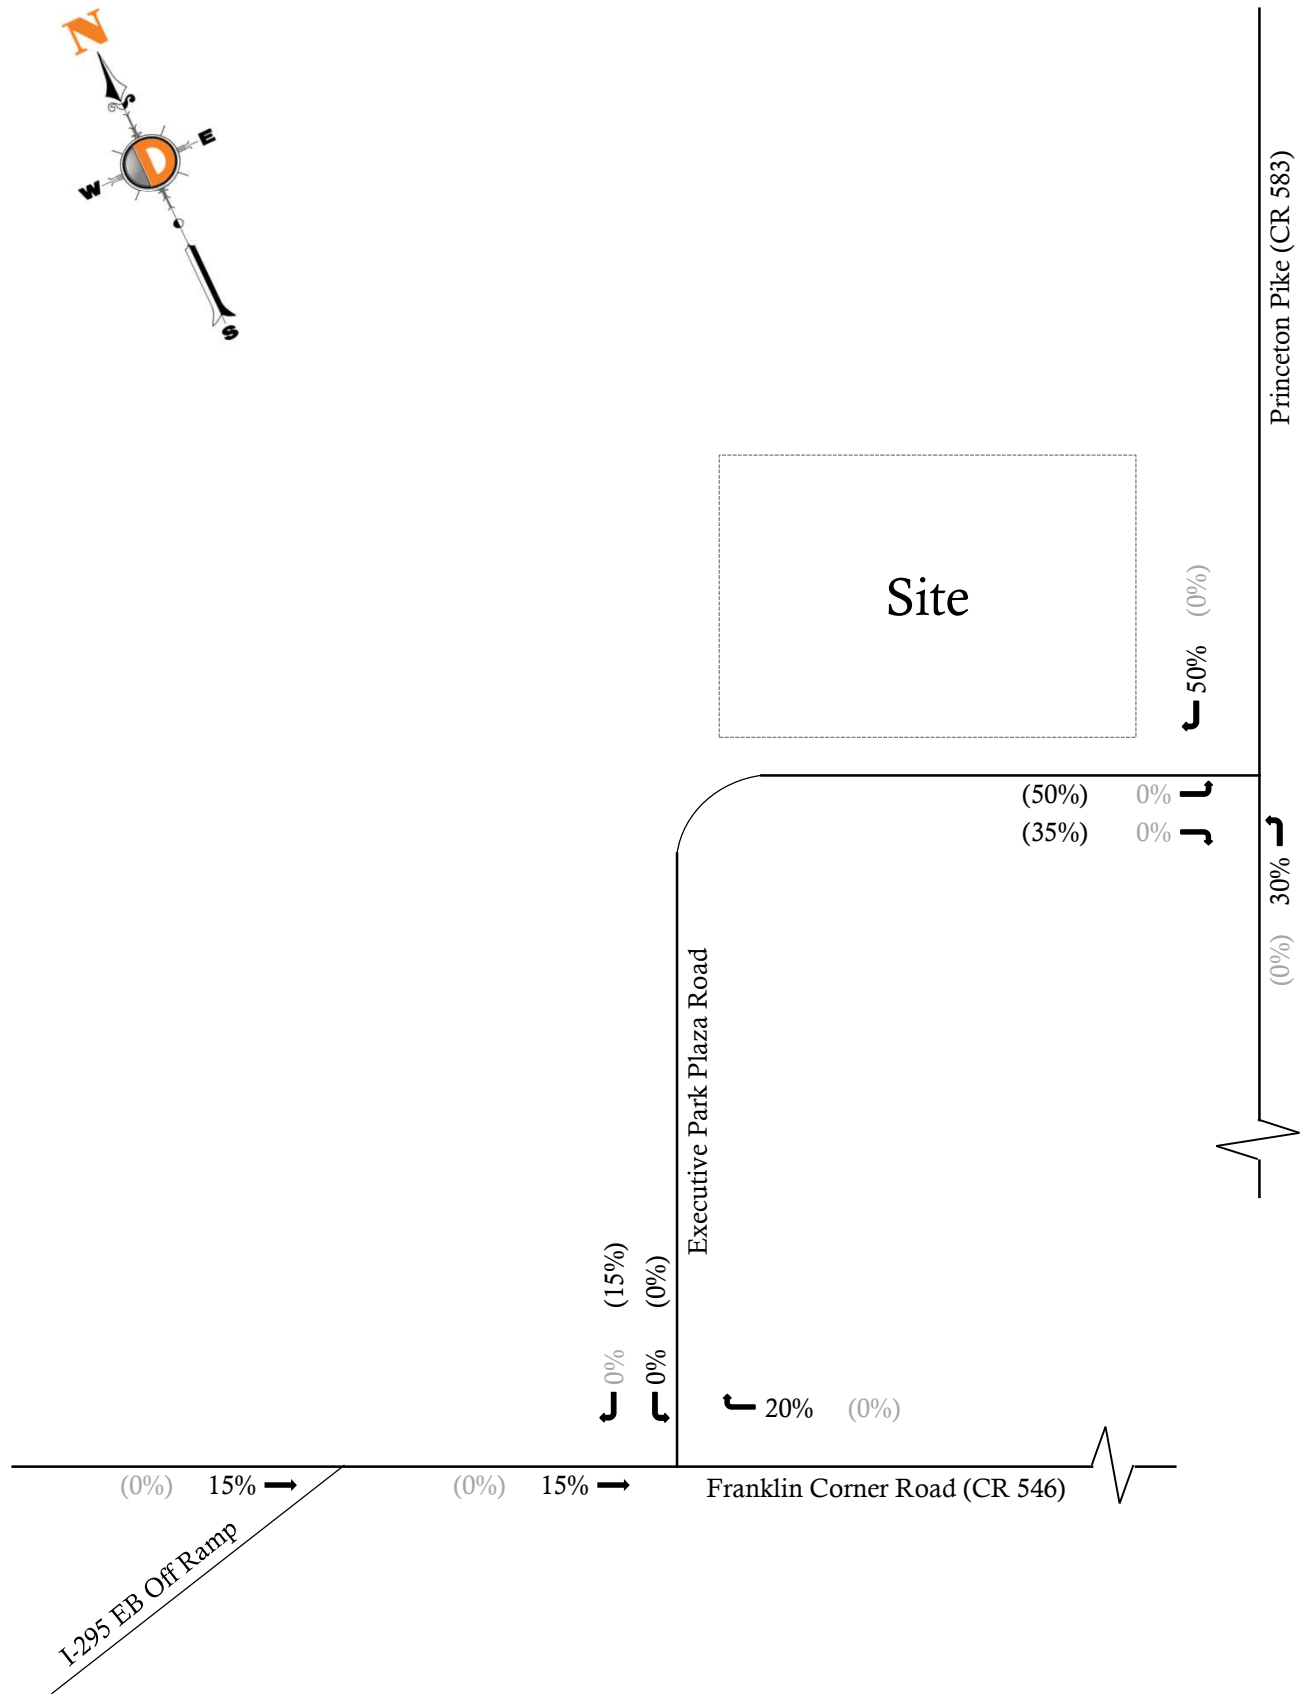 N
E
D
W
S
Princeton Pike (CR 583)
Site
50% (0%)
(50%) 0%
(35%) 0%
(0%) 30%
Executive Park Plaza Road
0% (15%)
0% (0%)
20% (0%)
(0%) 15%
(0%) 15%
Franklin Corner Road (CR 546)
I-295 EB Off Ramp